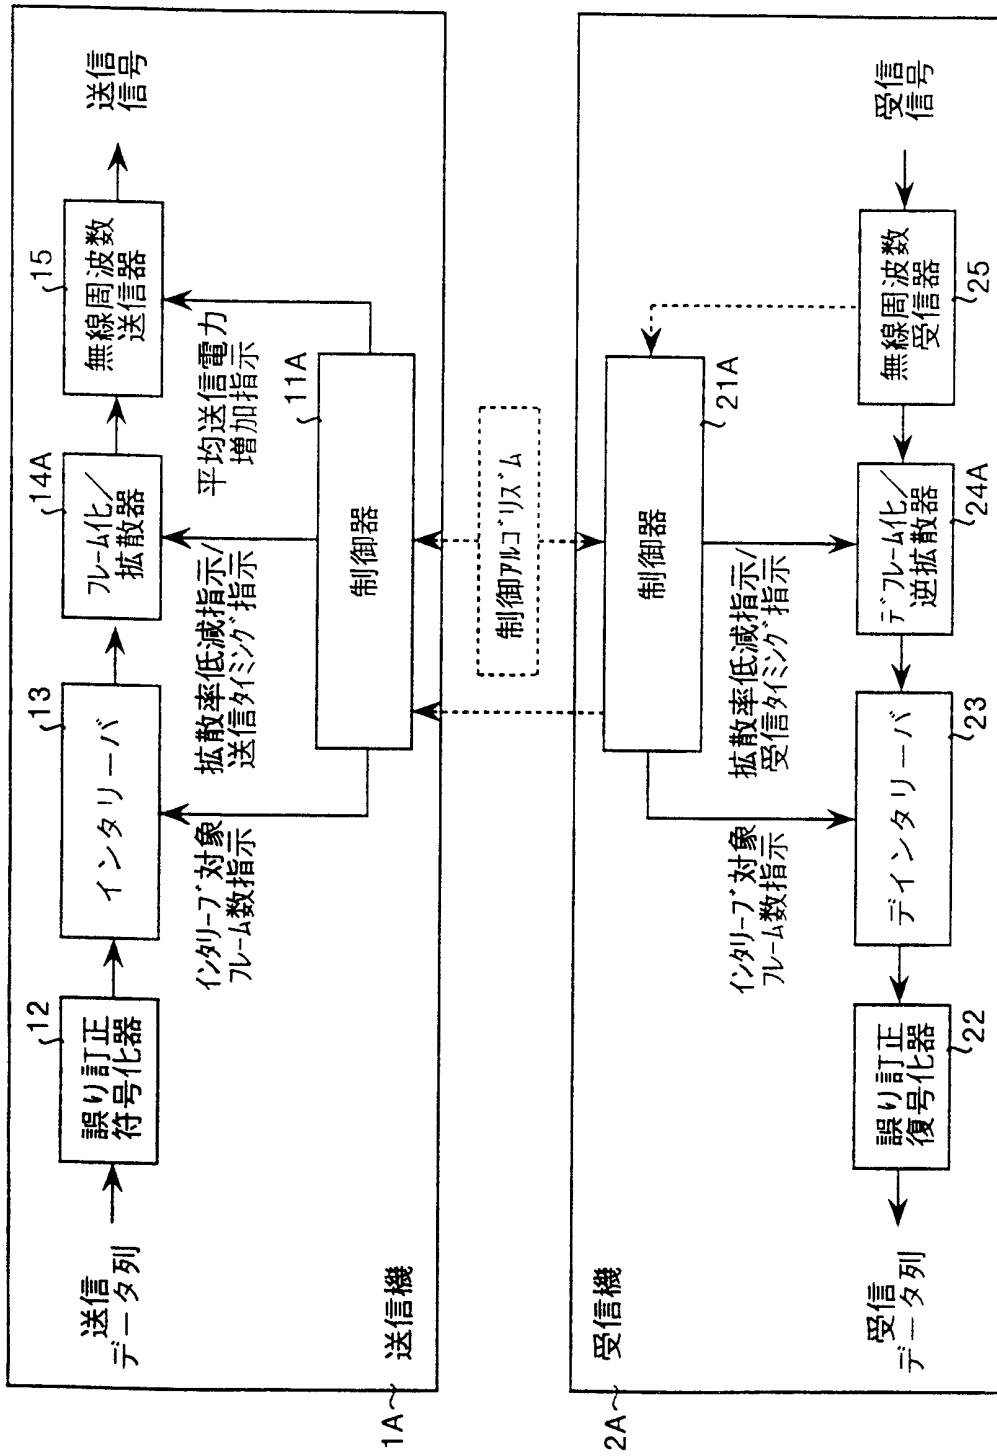 送信
データ列
12
誤り訂正
符号化器
13
インタリーバ
14A
フレーム化/
拡散器
15
無線周波数
送信器
送信
信号
インタリーブ対象
フレーム数指示
拡散率低減指示/
送信タイミング指示
平均送信電力
増加指示
11A
制御器
送信機
1A
制御アルゴリズム
受信機
2A
制御器
21A
インタリーブ対象
フレーム数指示
拡散率低減指示/
受信タイミング指示
受信
データ列
誤り訂正
復号化器
22
デインタリーバ
23
デフレーム化/
逆拡散器
24A
無線周波数
受信器
25
受信
信号